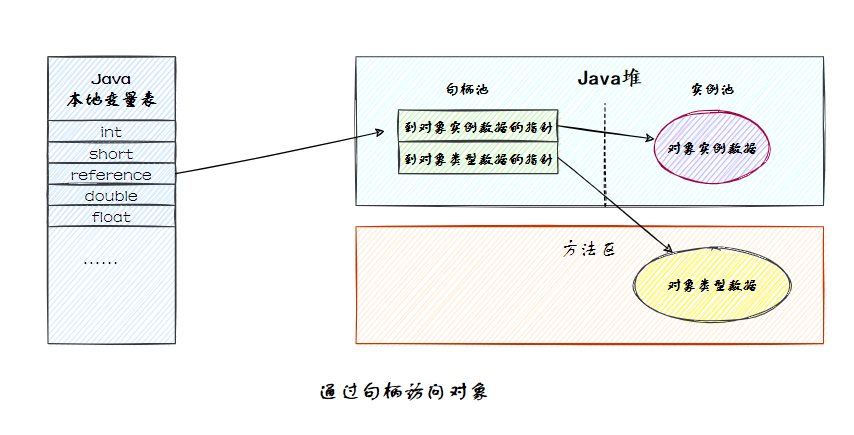 Java
本地变量表
int
short
reference
double
float
......
Java堆
句柄池
实例池
到对象实例数据的指针
到对象类型数据的指针
对象实例数据
方法区
对象类型数据
通过句柄访问对象